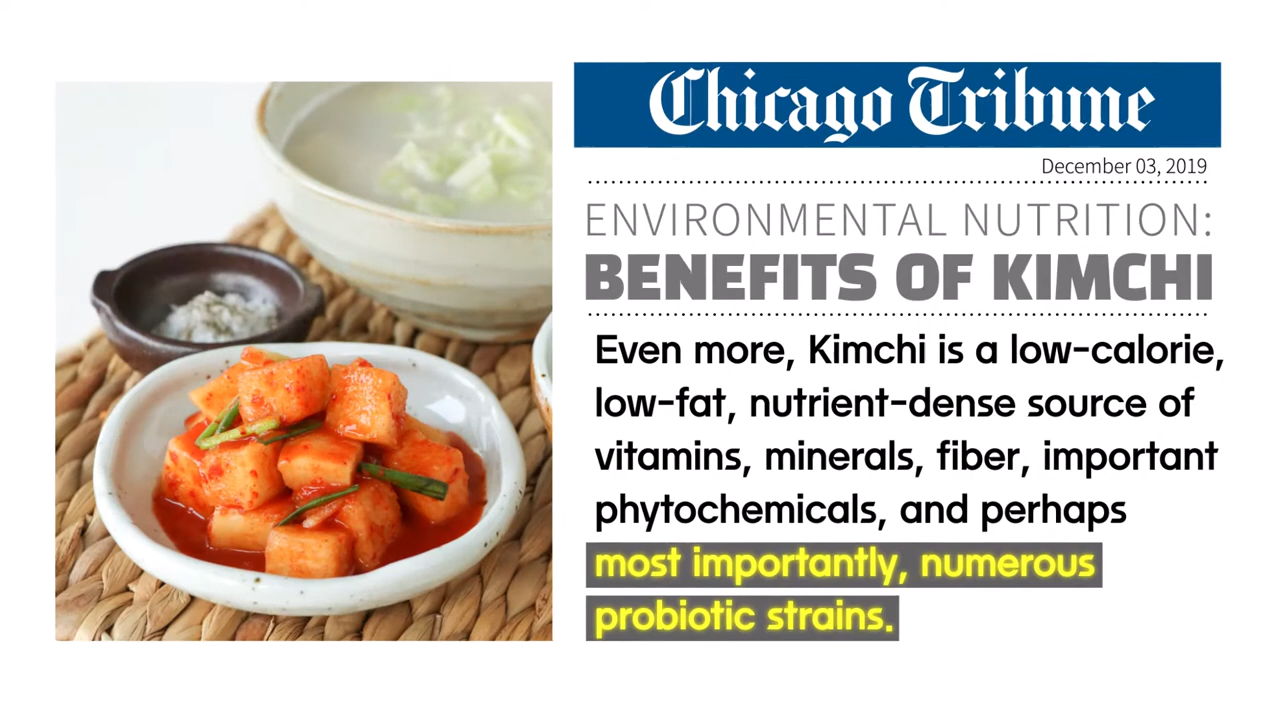 Chicago Tribune
December 03, 2019
ENVIRONMENTAL NUTRITION:
BENEFITS OF KIMCHI
Even more, Kimchi is a low-calorie,
low-fat, nutrient-dense source of
vitamins, minerals, fiber, important
phytochemicals, and perhaps
most importantly, numerous
probiotic strains.